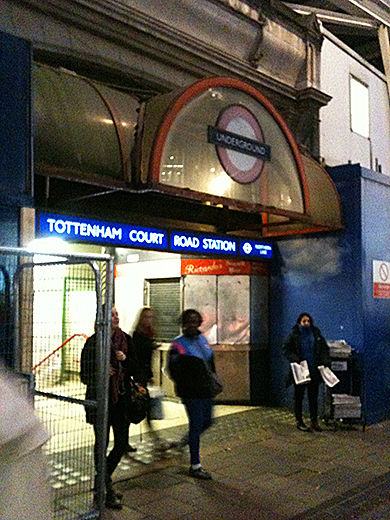 UNDERGROUND
TOTTENHAM COURT ROAD STATION